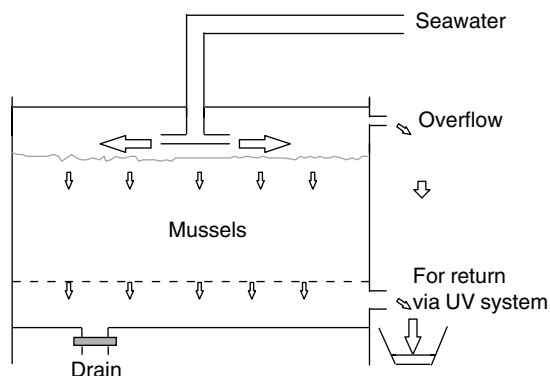 Seawater
Overflow
Mussels
For return
via UV system
Drain